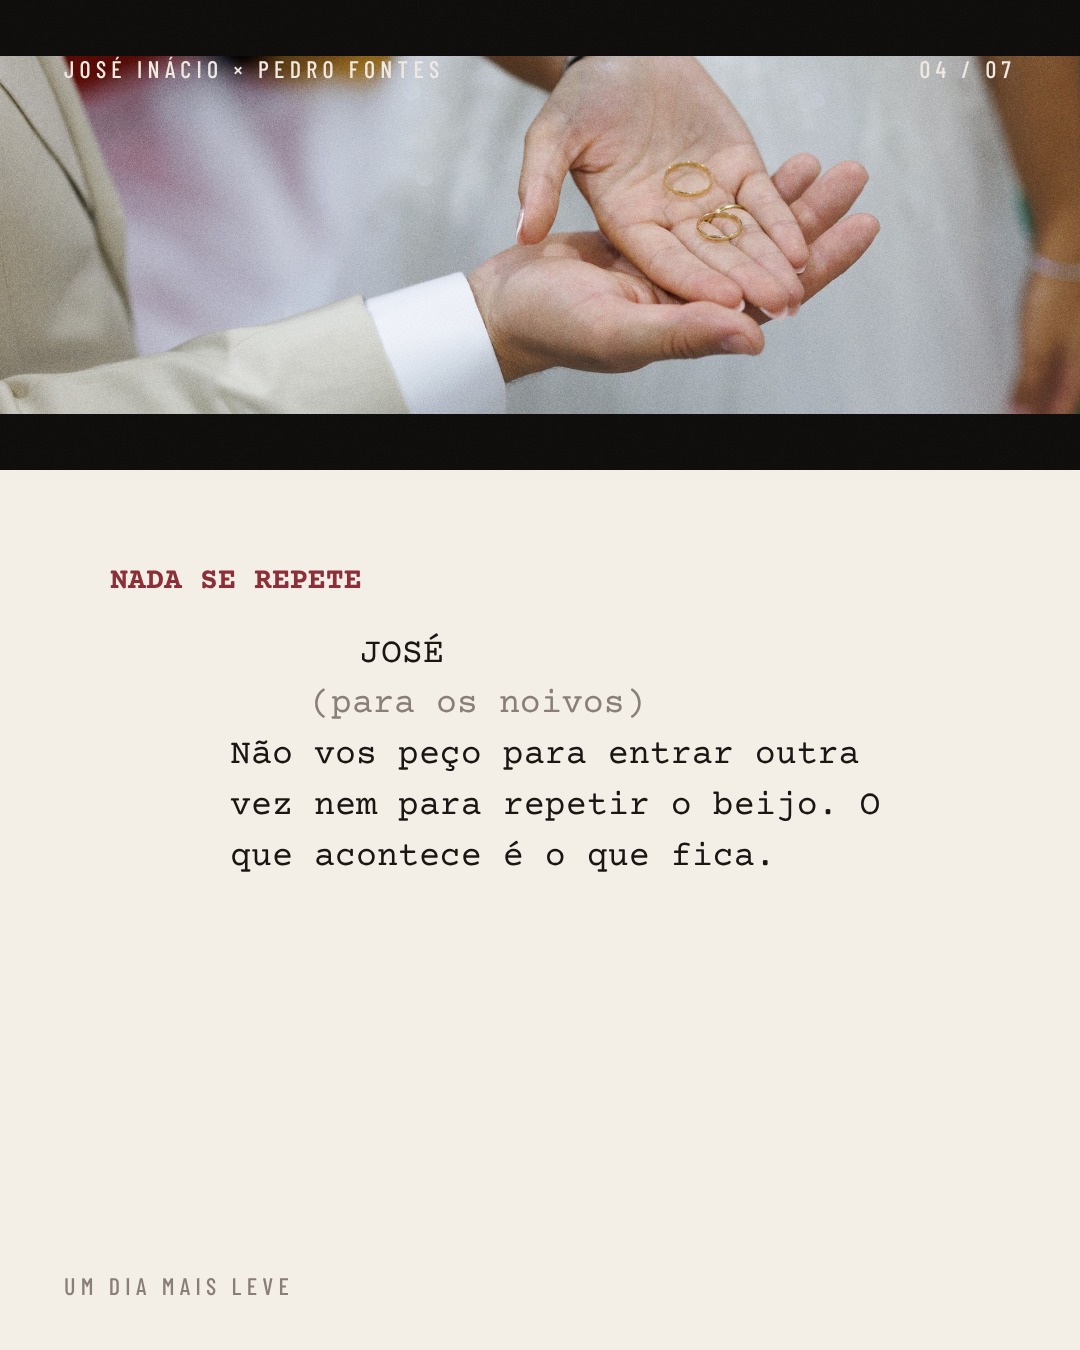 JOSÉ INÁCIO × PEDRO FONTES
04 / 07
NADA SE REPETE
JOSÉ
(para os noivos)
Não vos peço para entrar outra
vez nem para repetir o beijo. O
que acontece é o que fica.
UM DIA MAIS LEVE